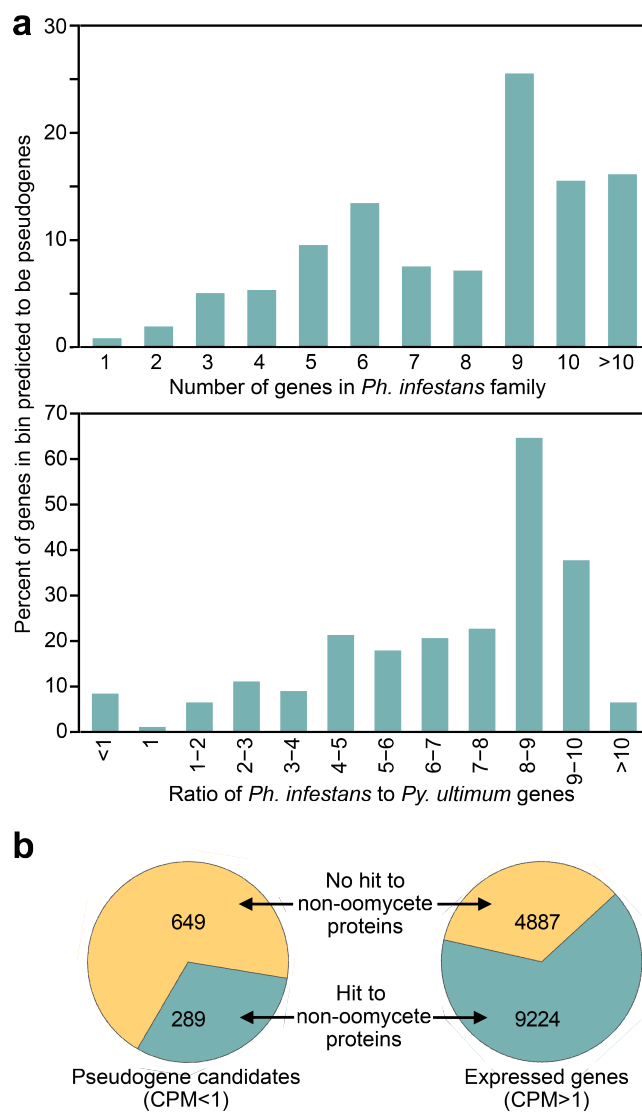 a
Percent of genes in bin predicted to be pseudogenes
30
20
10
0
1 2 3 4 5 6 7 8 9 10 >10
Number of genes in Ph. infestans family
70
60
50
40
30
20
10
0
<1 1 1–2 2–3 3–4 4–5 5–6 6–7 7–8 8–9 9–10 >10
Ratio of Ph. infestans to Py. ultimum genes
b
No hit to
non-oomycete
proteins
649
4887
Hit to
non-oomycete
proteins
289
9224
Pseudogene candidates
(CPM<1)
Expressed genes
(CPM>1)